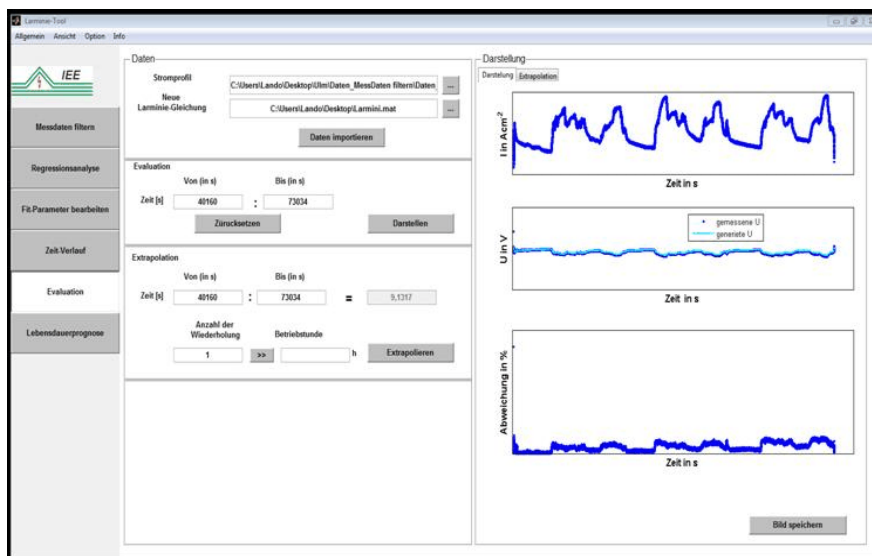 Larminie-Tool
Allgemein Ansicht Option Info
IEE
Messdaten filtern
Regressionsanalyse
Fit-Parameter bearbeiten
Zeit-Verlauf
Evaluation
Lebensdauerprognose
Daten
Stromprofil
C:\Users\Lando\Desktop\Ulm\Daten_MessDaten filtern\Daten_
...
Neue
Larminie-Gleichung
C:\Users\Lando\Desktop\Larmini.mat
...
Daten importieren
Evaluation
Von (in s) Bis (in s)
Zeit [s] 40160 : 73034
Zürucksetzen Darstellen
Extrapolation
Von (in s) Bis (in s)
Zeit [s] 40160 : 73034 = 9,1317
Anzahl der
Wiederholung Betriebstunde
1 >> h Extrapolieren
Darstellung
Darstellung Extrapolation
I in Acm²
Zeit in s
U in V
gemessene U
generiete U
Zeit in s
Abweichung in %
Zeit in s
Bild speichern